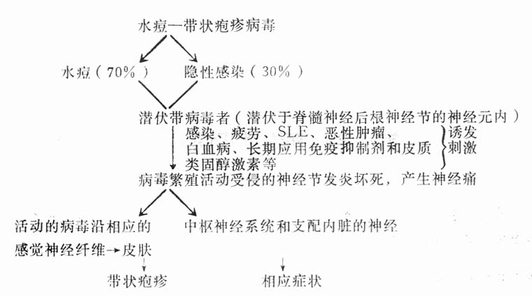 水痘—带状疱疹病毒
水痘(70%) 隐性感染(30%)
潜伏带病毒者(潜伏于脊髓神经后根神经节的神经元内)
感染、疲劳、SLE、恶性肿瘤、 诱发
白血病、长期应用免疫抑制剂和皮质 刺激
类固醇激素等
病毒繁殖活动受侵的神经节发炎坏死,产生神经痛
活动的病毒沿相应的 中枢神经系统和支配内脏的神经
感觉神经纤维→皮肤
带状疱疹 相应症状